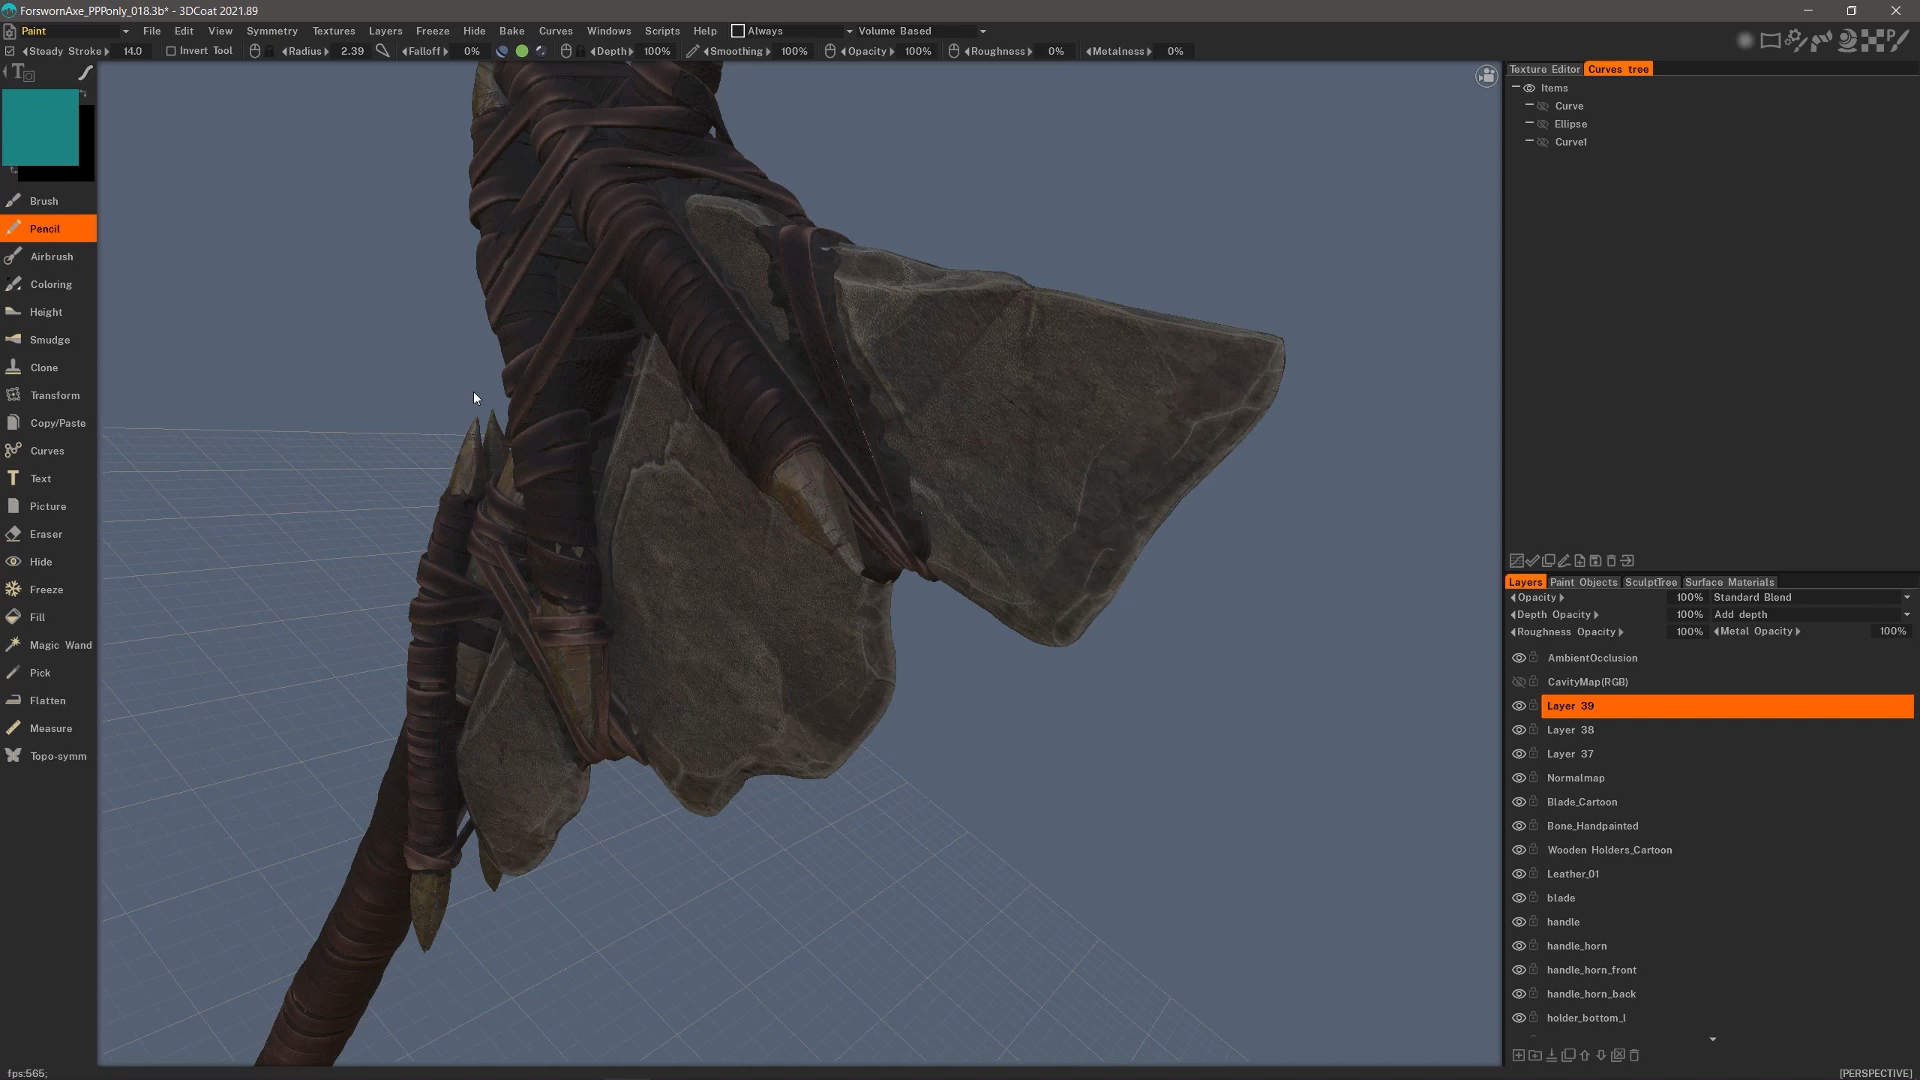 ForswornAxe_PPPonly_018.3b* - 3DCoat 2021.89
Paint File Edit View Symmetry Textures Layers Freeze Hide Bake Curves Windows Scripts Help Always Volume Based
Steady Stroke 14.0 Invert Tool Radius 2.39 Falloff 0% Depth 100% Smoothing 100% Opacity 100% Roughness 0% Metalness 0%
Texture Editor Curves tree
Items
Curve
Ellipse
Curve1
Brush
Pencil
Airbrush
Coloring
Height
Smudge
Clone
Transform
Copy/Paste
Curves
Text
Picture
Eraser
Hide
Freeze
Fill
Magic Wand
Pick
Flatten
Measure
Topo-symm
Layers Paint Objects SculptTree Surface Materials
Opacity 100% Standard Blend
Depth Opacity 100% Add depth
Roughness Opacity 100% Metal Opacity 100%
AmbientOcclusion
CavityMap(RGB)
Layer 39
Layer 38
Layer 37
Normalmap
Blade_Cartoon
Bone_Handpainted
Wooden Holders_Cartoon
Leather_01
blade
handle
handle_horn
handle_horn_front
handle_horn_back
holder_bottom_l
fps:565; [PERSPECTIVE]